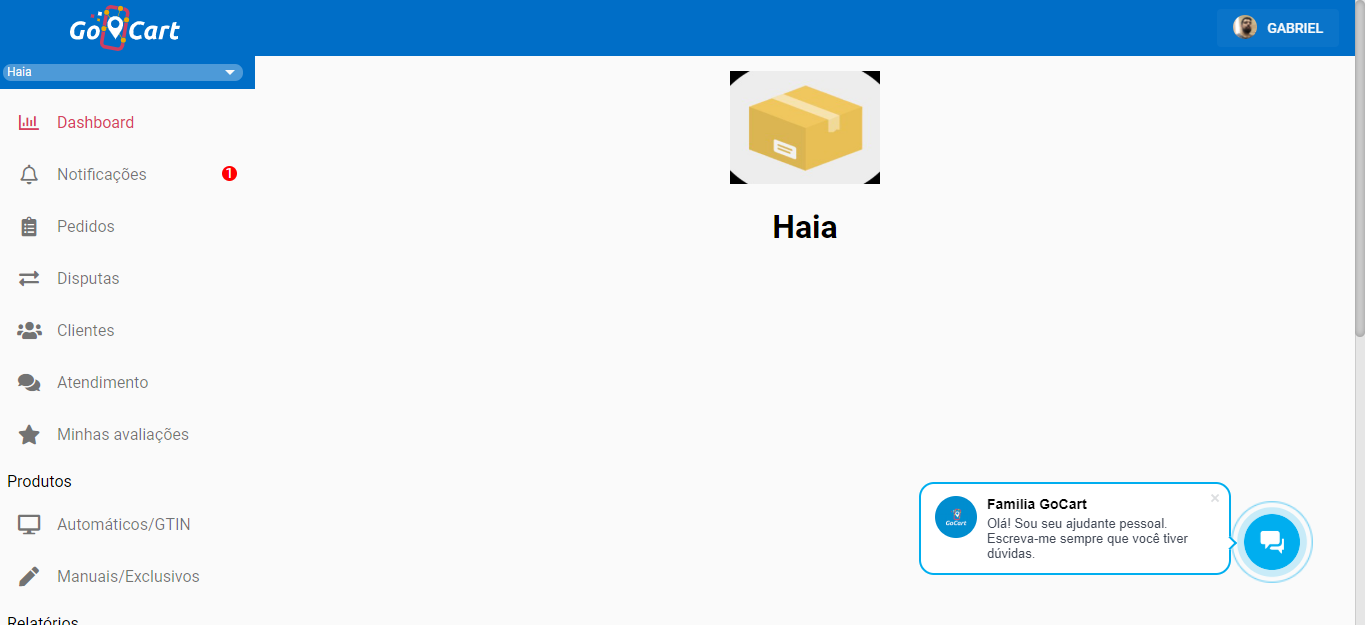 GoCart
GABRIEL
Haia
Dashboard
Notificações 1
Pedidos
Disputas
Clientes
Atendimento
Minhas avaliações
Produtos
Automáticos/GTIN
Manuais/Exclusivos
Relatórios
Haia
Familia GoCart
×
GoCart
Olá! Sou seu ajudante pessoal.
Escreva-me sempre que você tiver
dúvidas.